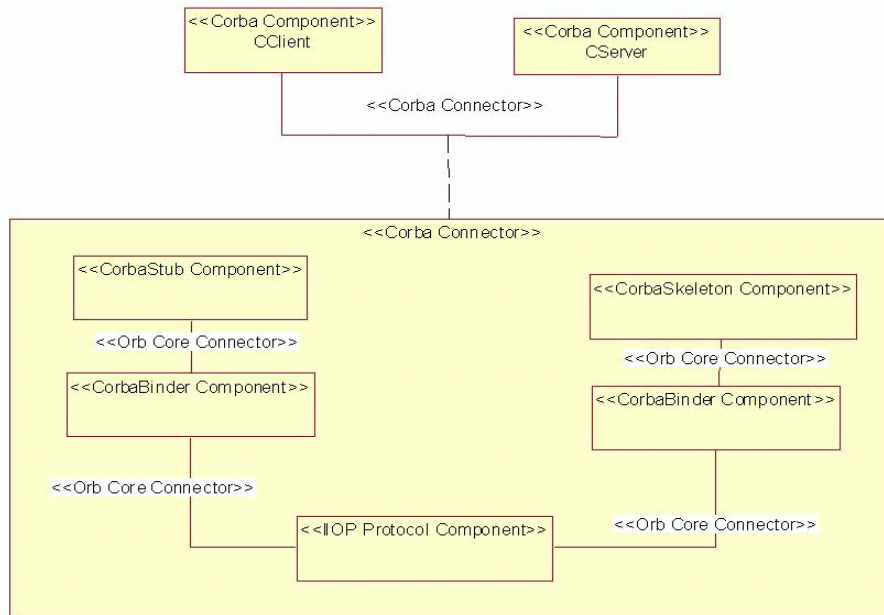 <<Corba Component>>
CClient
<<Corba Component>>
CServer
<<Corba Connector>>
<<Corba Connector>>
<<CorbaStub Component>>
<<CorbaSkeleton Component>>
<<Orb Core Connector>>
<<Orb Core Connector>>
<<CorbaBinder Component>>
<<CorbaBinder Component>>
<<Orb Core Connector>>
<<IIOP Protocol Component>>
<<Orb Core Connector>>